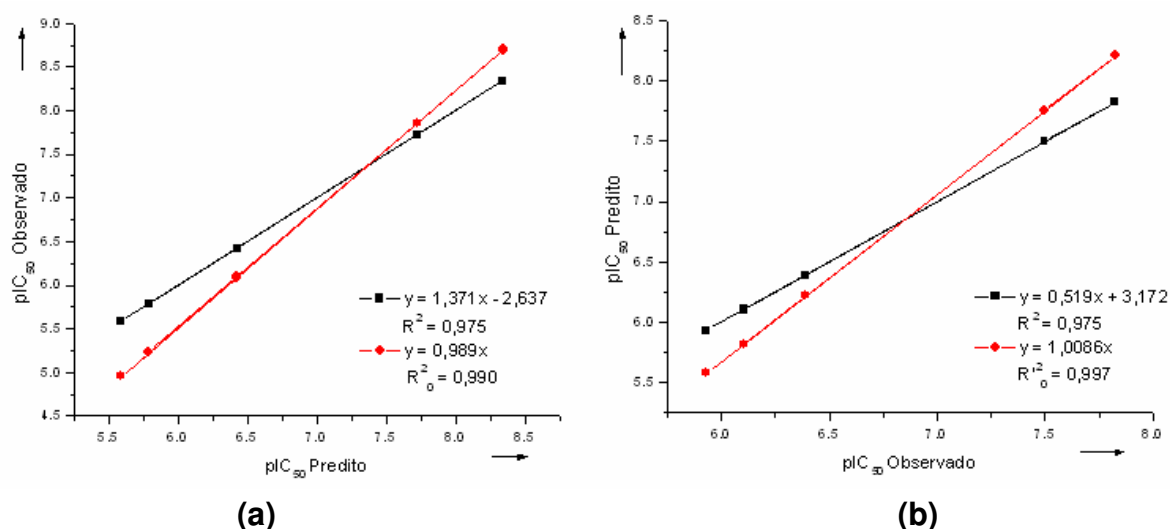 9.0
8.5
8.0
7.5
7.0
6.5
6.0
5.5
5.0
4.5
pIC50 Observado
5.5 6.0 6.5 7.0 7.5 8.0 8.5
pIC50 Predito
y = 1,371x - 2,637
R2 = 0,975
y = 0,989x
R2o = 0,990
(a)
8.5
8.0
7.5
7.0
6.5
6.0
5.5
pIC50 Predito
6.0 6.5 7.0 7.5 8.0
pIC50 Observado
y = 0,519x + 3,172
R2 = 0,975
y = 1,0086x
R'2o = 0,997
(b)